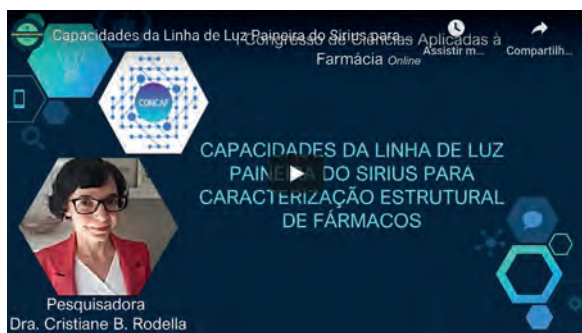 Capacidades da Linha de Luz Paineira do Sirius para...
I Congresso de Ciências Aplicadas à
Farmácia Online
Assistir m...
Compartilh...
CONCAF
CAPACIDADES DA LINHA DE LUZ
PAINEIRA DO SIRIUS PARA
CARACTERIZAÇÃO ESTRUTURAL
DE FÁRMACOS
Pesquisadora
Dra. Cristiane B. Rodella